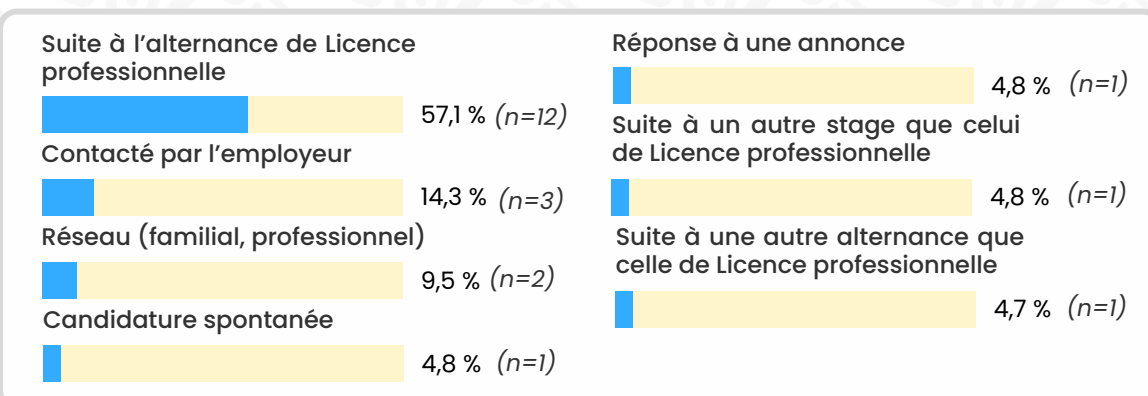 Suite à l'alternance de Licence
professionnelle
57,1 % (n=12)
Contacté par l'employeur
14,3 % (n=3)
Réseau (familial, professionnel)
9,5 % (n=2)
Candidature spontanée
4,8 % (n=1)
Réponse à une annonce
4,8 % (n=1)
Suite à un autre stage que celui
de Licence professionnelle
4,8 % (n=1)
Suite à une autre alternance que
celle de Licence professionnelle
4,7 % (n=1)